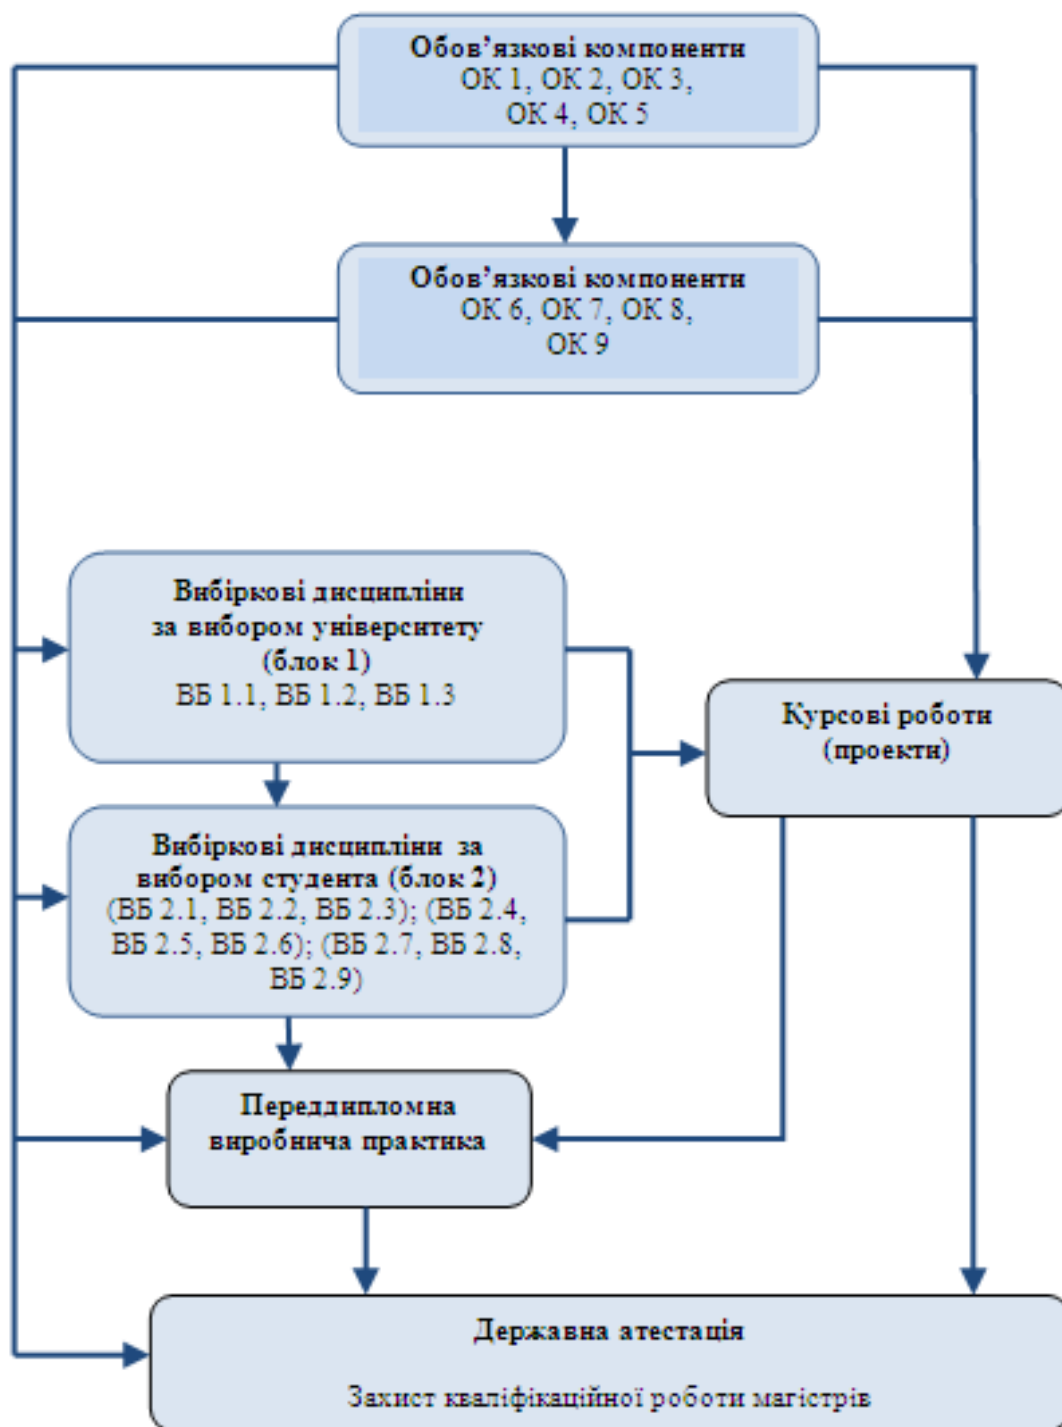 Обов’язкові компоненти
ОК 1, ОК 2, ОК 3,
ОК 4, ОК 5
Обов’язкові компоненти
ОК 6, ОК 7, ОК 8,
ОК 9
Вибіркові дисципліни
за вибором університету
(блок 1)
ВБ 1.1, ВБ 1.2, ВБ 1.3
Курсові роботи
(проекти)
Вибіркові дисципліни за
вибором студента (блок 2)
(ВБ 2.1, ВБ 2.2, ВБ 2.3); (ВБ 2.4,
ВБ 2.5, ВБ 2.6); (ВБ 2.7, ВБ 2.8,
ВБ 2.9)
Переддипломна
виробнича практика
Державна атестація
Захист кваліфікаційної роботи магістрів